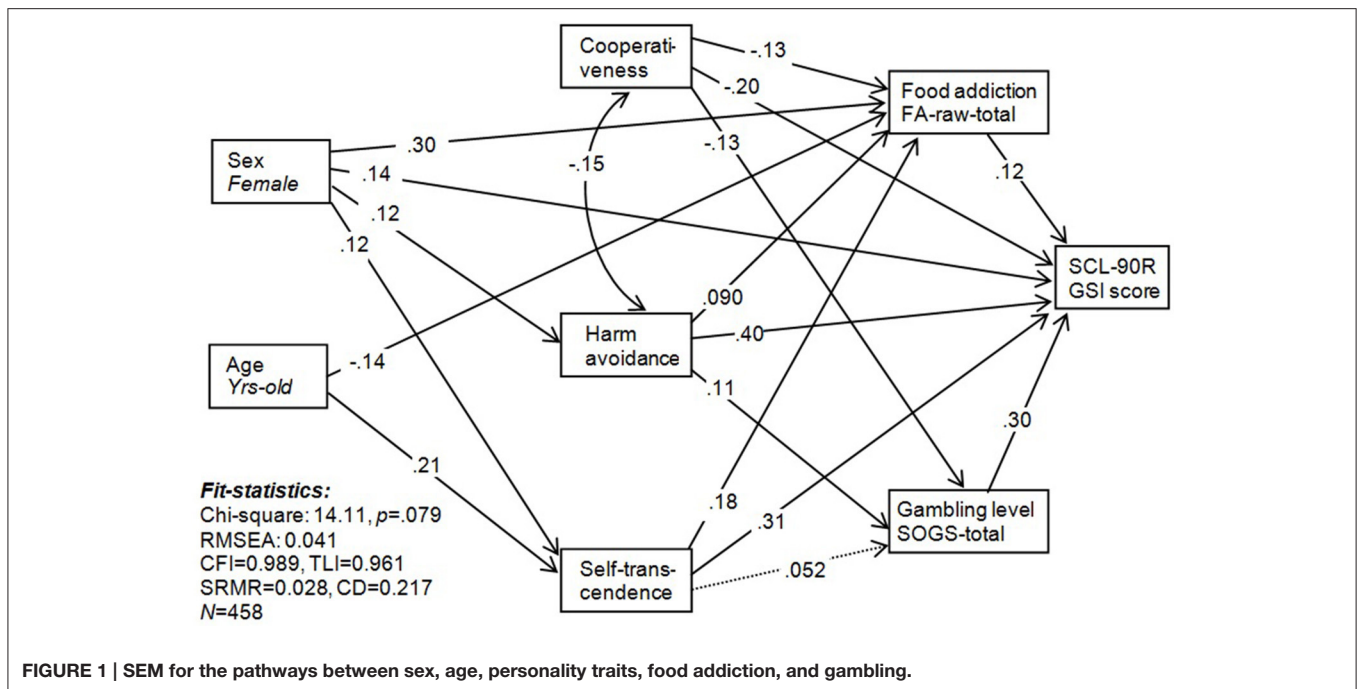 Cooperati-
veness
-.13
-.20
Food addiction
FA-raw-total
Sex
Female
.30
.14
.12
.12
-.15
-.13
.12
SCL-90R
GSI score
.090
Harm
avoidance
.40
Age
Yrs-old
-.14
.11
.30
.21
Fit-statistics:
Chi-square: 14.11, p=.079
RMSEA: 0.041
CFI=0.989, TLI=0.961
SRMR=0.028, CD=0.217
N=458
.18
.31
Gambling level
SOGS-total
Self-trans-
cendence
.052
FIGURE 1 | SEM for the pathways between sex, age, personality traits, food addiction, and gambling.